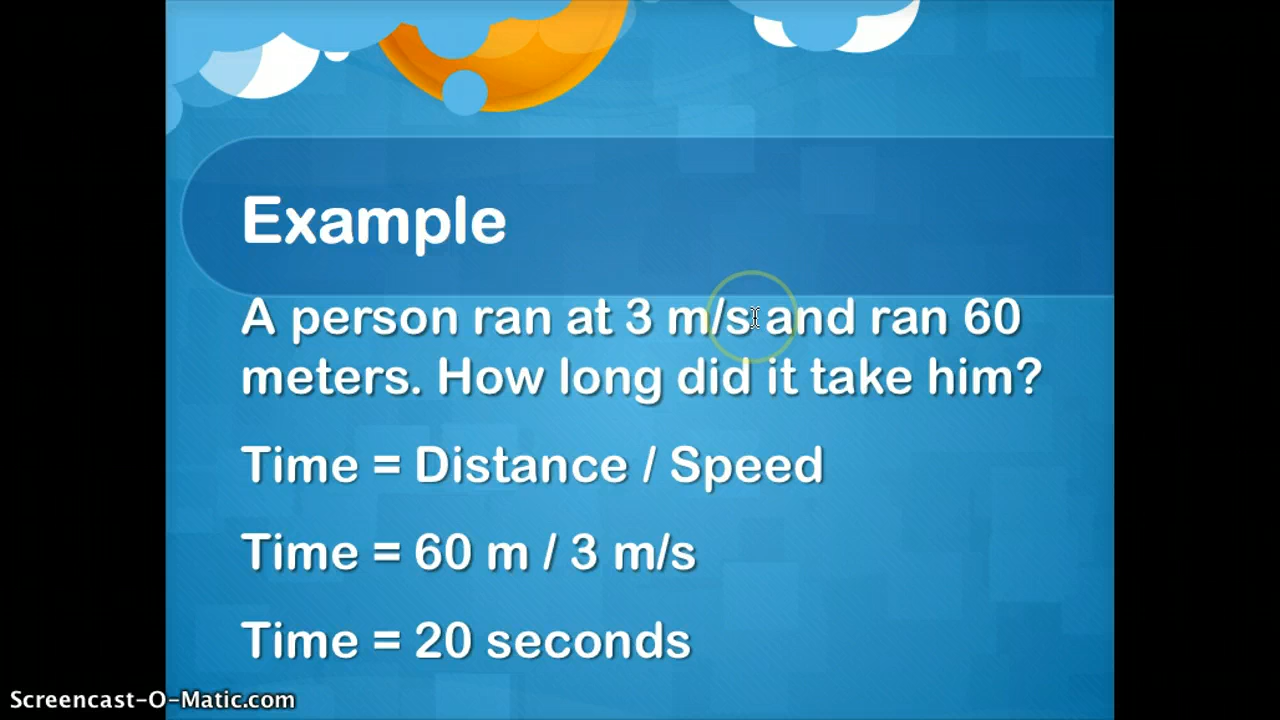 Example
A person ran at 3 m/s and ran 60
meters. How long did it take him?
Time = Distance / Speed
Time = 60 m / 3 m/s
Time = 20 seconds
Screencast-O-Matic.com